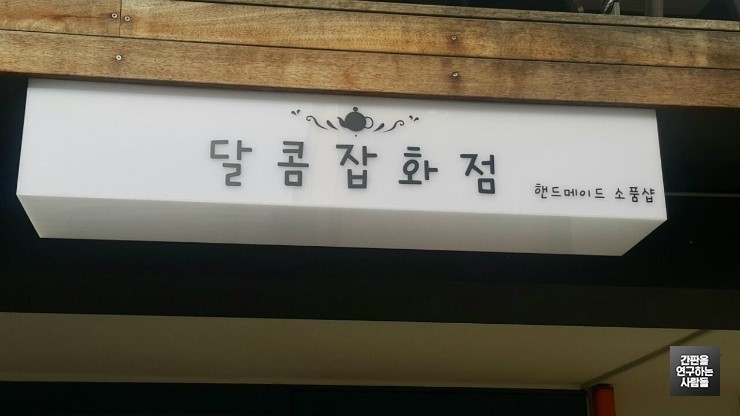 달콤잡화점
핸드메이드 소품샵
간판을
연구하는
사람들